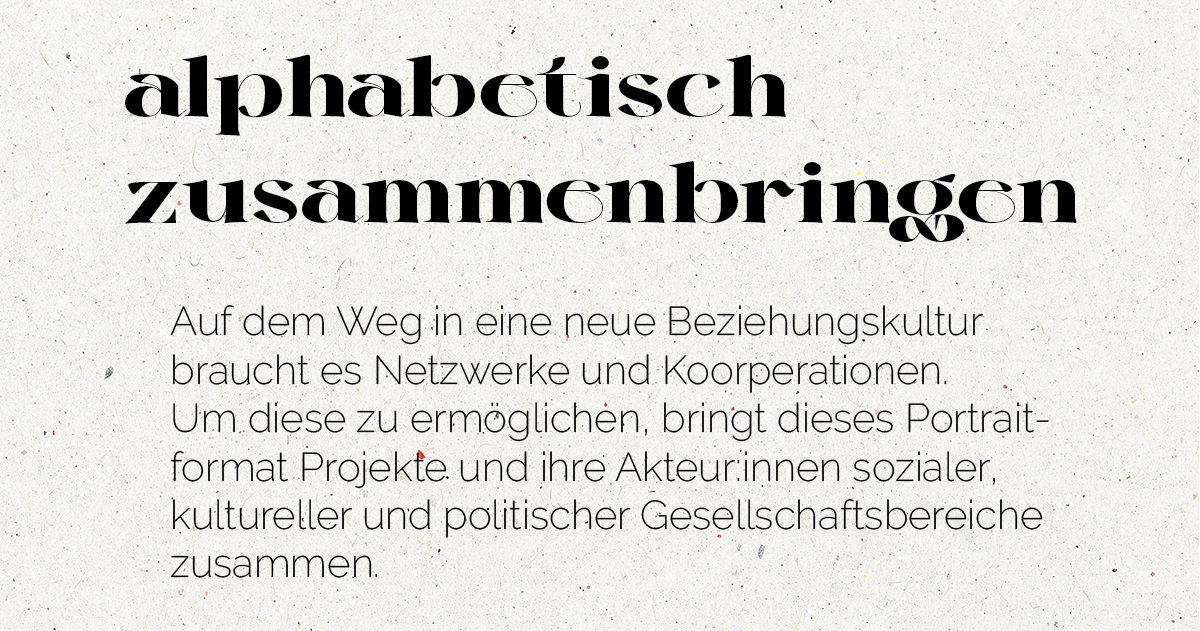 alphabetisch
zusammenbringen
Auf dem Weg in eine neue Beziehungskultur
braucht es Netzwerke und Kooperationen.
Um diese zu ermöglichen, bringt dieses Portrait-
format Projekte und ihre Akteur:innen sozialer,
kultureller und politischer Gesellschaftsbereiche
zusammen.